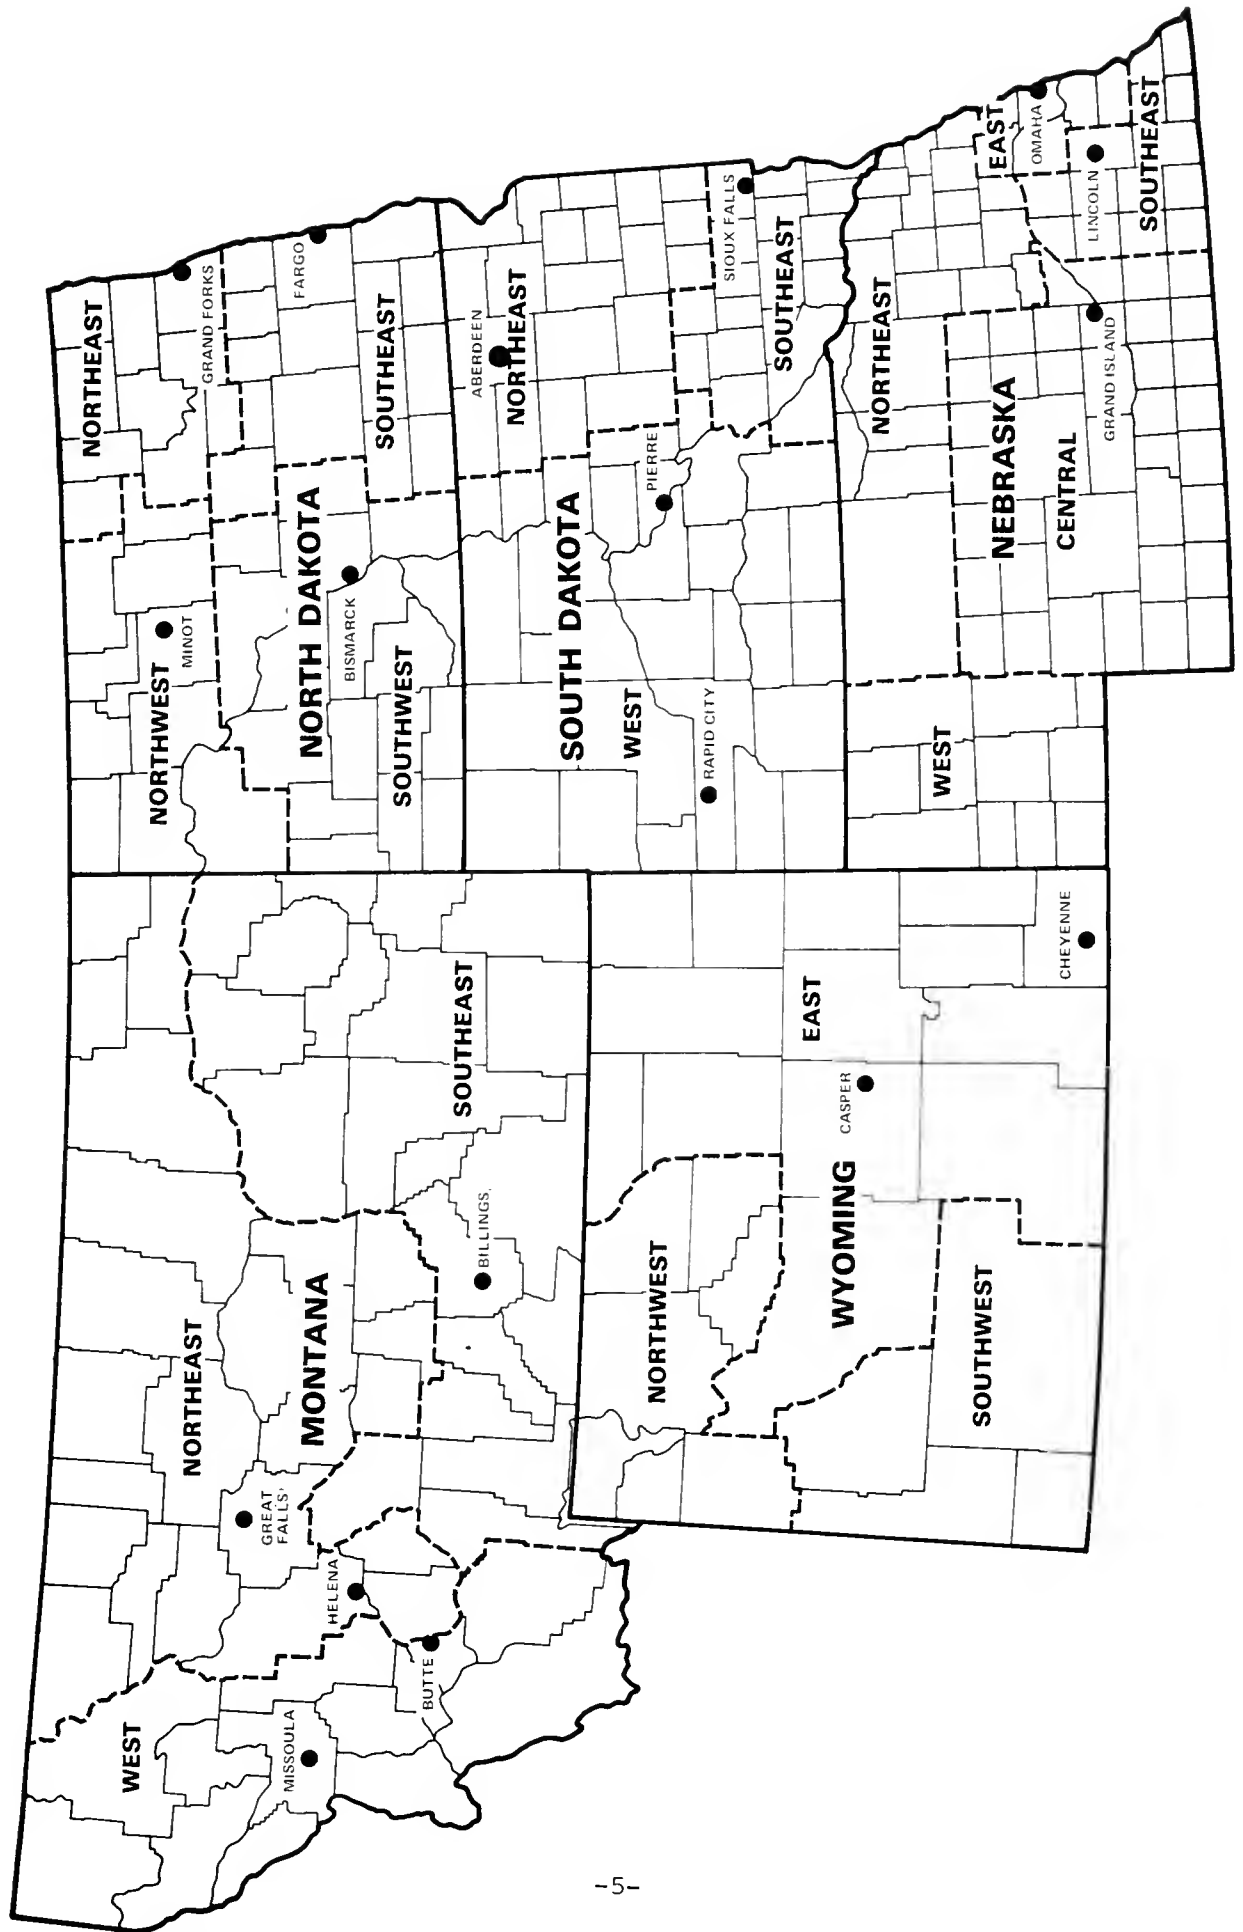 WEST
MISSOULA
BUTTE
HELENA
GREAT
FALLS
NORTHEAST
MONTANA
BILLINGS
SOUTHEAST
NORTHWEST
WYOMING
SOUTHWEST
CASPER
EAST
CHEYENNE
NORTHWEST
MINOT
NORTHEAST
GRAND FORKS
NORTH DAKOTA
BISMARCK
SOUTHWEST
FARGO
SOUTHEAST
ABERDEEN
NORTHEAST
SOUTH DAKOTA
WEST
PIERRE
RAPID CITY
SIOUX FALLS
SOUTHEAST
NORTHEAST
NEBRASKA
CENTRAL
WEST
GRAND ISLAND
EAST
OMAHA
LINCOLN
SOUTHEAST
-5-